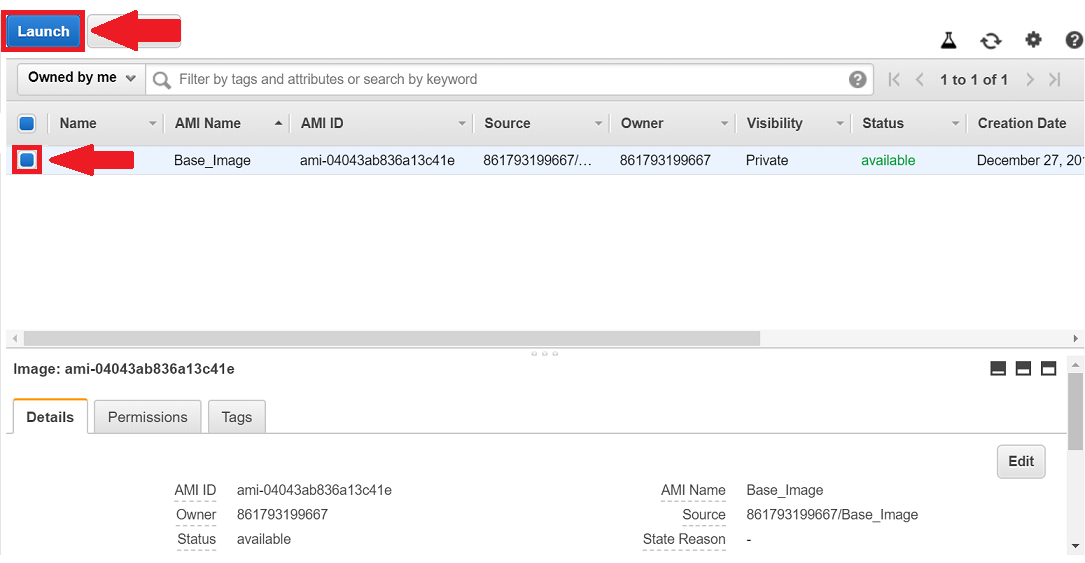 Launch
Owned by me Filter by tags and attributes or search by keyword 1 to 1 of 1
Name AMI Name AMI ID Source Owner Visibility Status Creation Date
Base_Image ami-04043ab836a13c41e 861793199667/... 861793199667 Private available December 27, 20
Image: ami-04043ab836a13c41e
Details Permissions Tags
Edit
AMI ID ami-04043ab836a13c41e AMI Name Base_Image
Owner 861793199667 Source 861793199667/Base_Image
Status available State Reason -